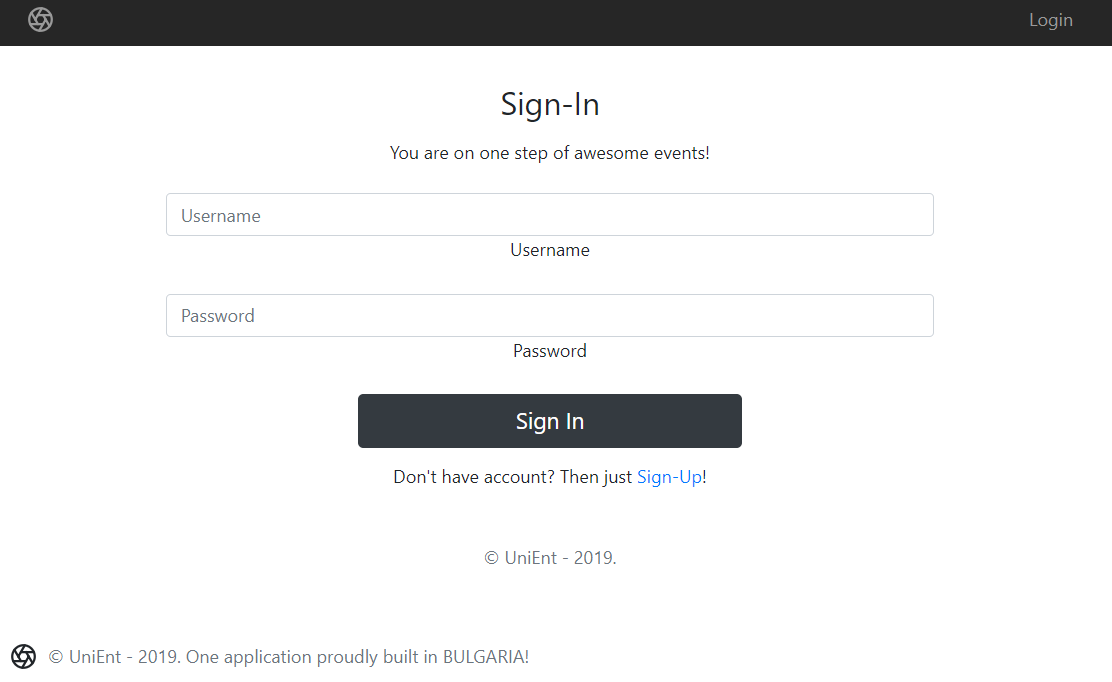 Login
Sign-In
You are on one step of awesome events!
Username
Username
Password
Password
Sign In
Don't have account? Then just Sign-Up!
© UniEnt - 2019.
© UniEnt - 2019. One application proudly built in BULGARIA!